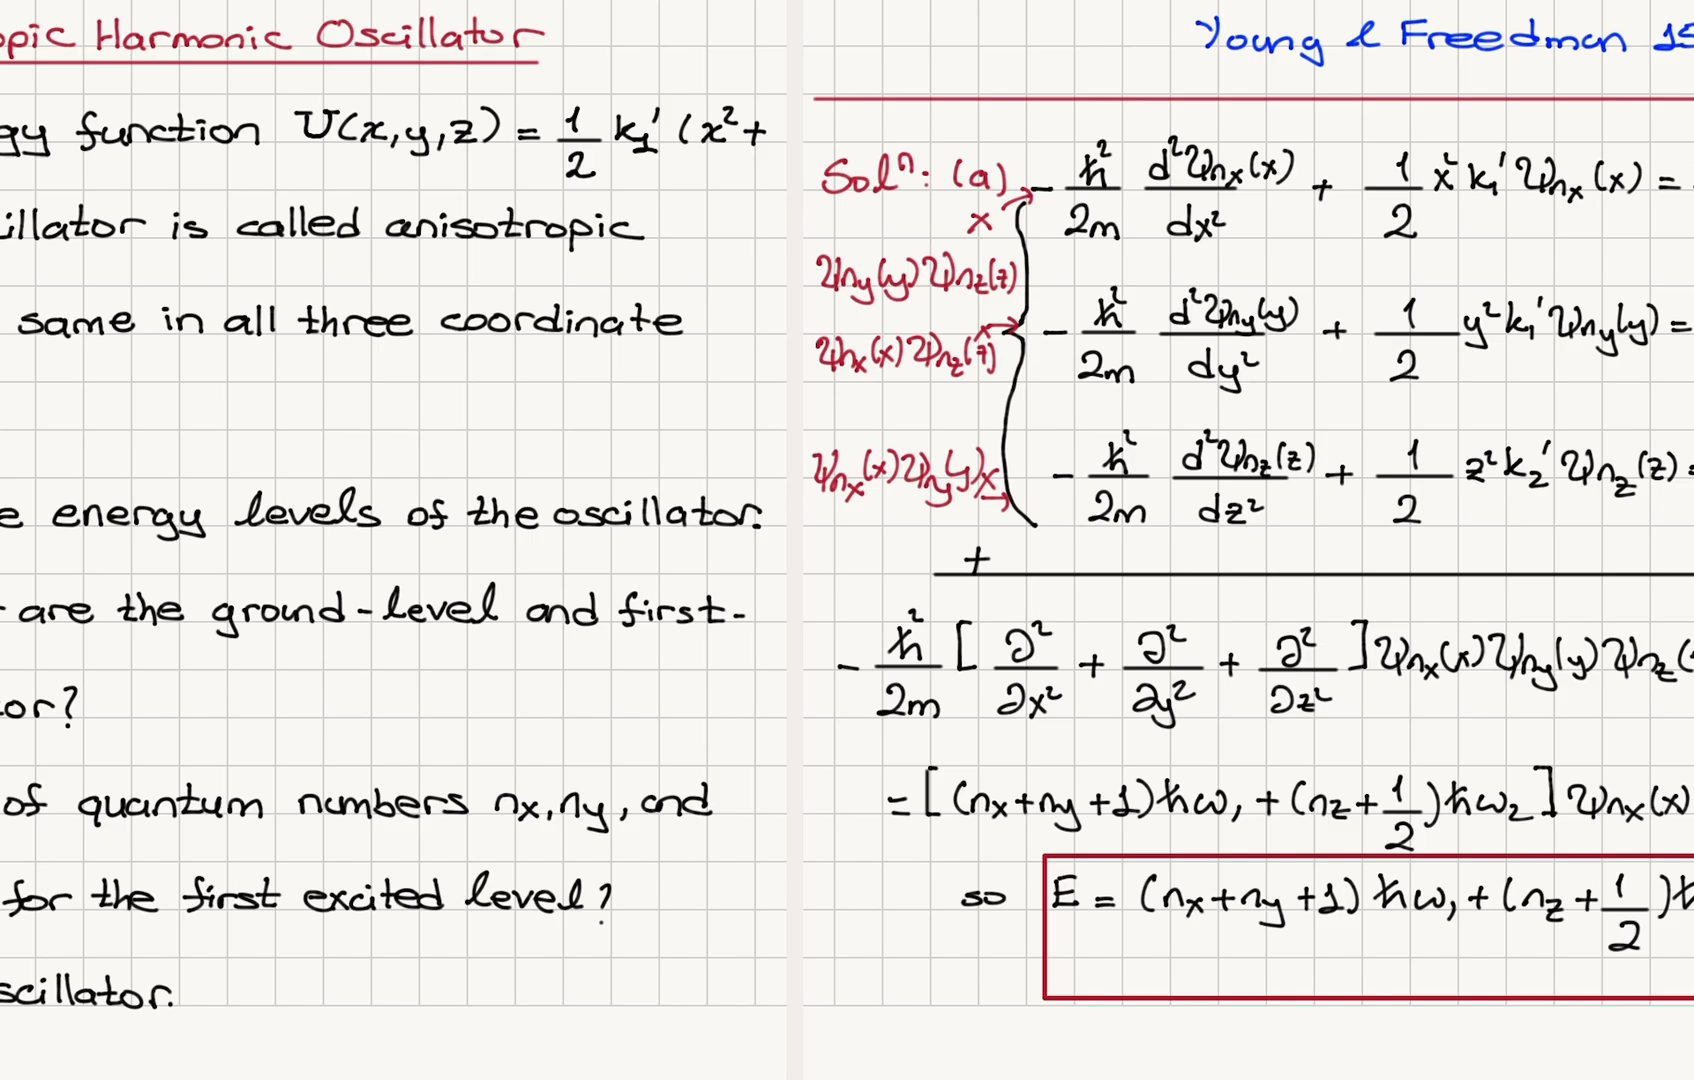 opic Harmonic Oscillator
gy function U(x,y,z) = 1/2 k₁' (x² +
illator is called anisotropic
same in all three coordinate
e energy levels of the oscillator.
are the ground-level and first-
or?
of quantum numbers nx, ny, and
for the first excited level?
scillator.
Young & Freedman 15
Solⁿ: (a) - ħ²/2m d²ψnx(x)/dx² + 1/2 x² k₁' ψnx(x) =
x
ψny(y)ψnz(z)
- ħ²/2m d²ψny(y)/dy² + 1/2 y² k₁' ψny(y) =
ψnx(x)ψnz(z) x
- ħ²/2m d²ψnz(z)/dz² + 1/2 z² k₂' ψnz(z) =
ψnx(x)ψny(y) x
+
- ħ²/2m [∂²/∂x² + ∂²/∂y² + ∂²/∂z²] ψnx(x)ψny(y)ψnz(
= [(nx+ny+1)ħω₁ + (nz+1/2)ħω₂] ψnx(x)
so E = (nx+ny+1) ħω₁ + (nz+1/2)ħ